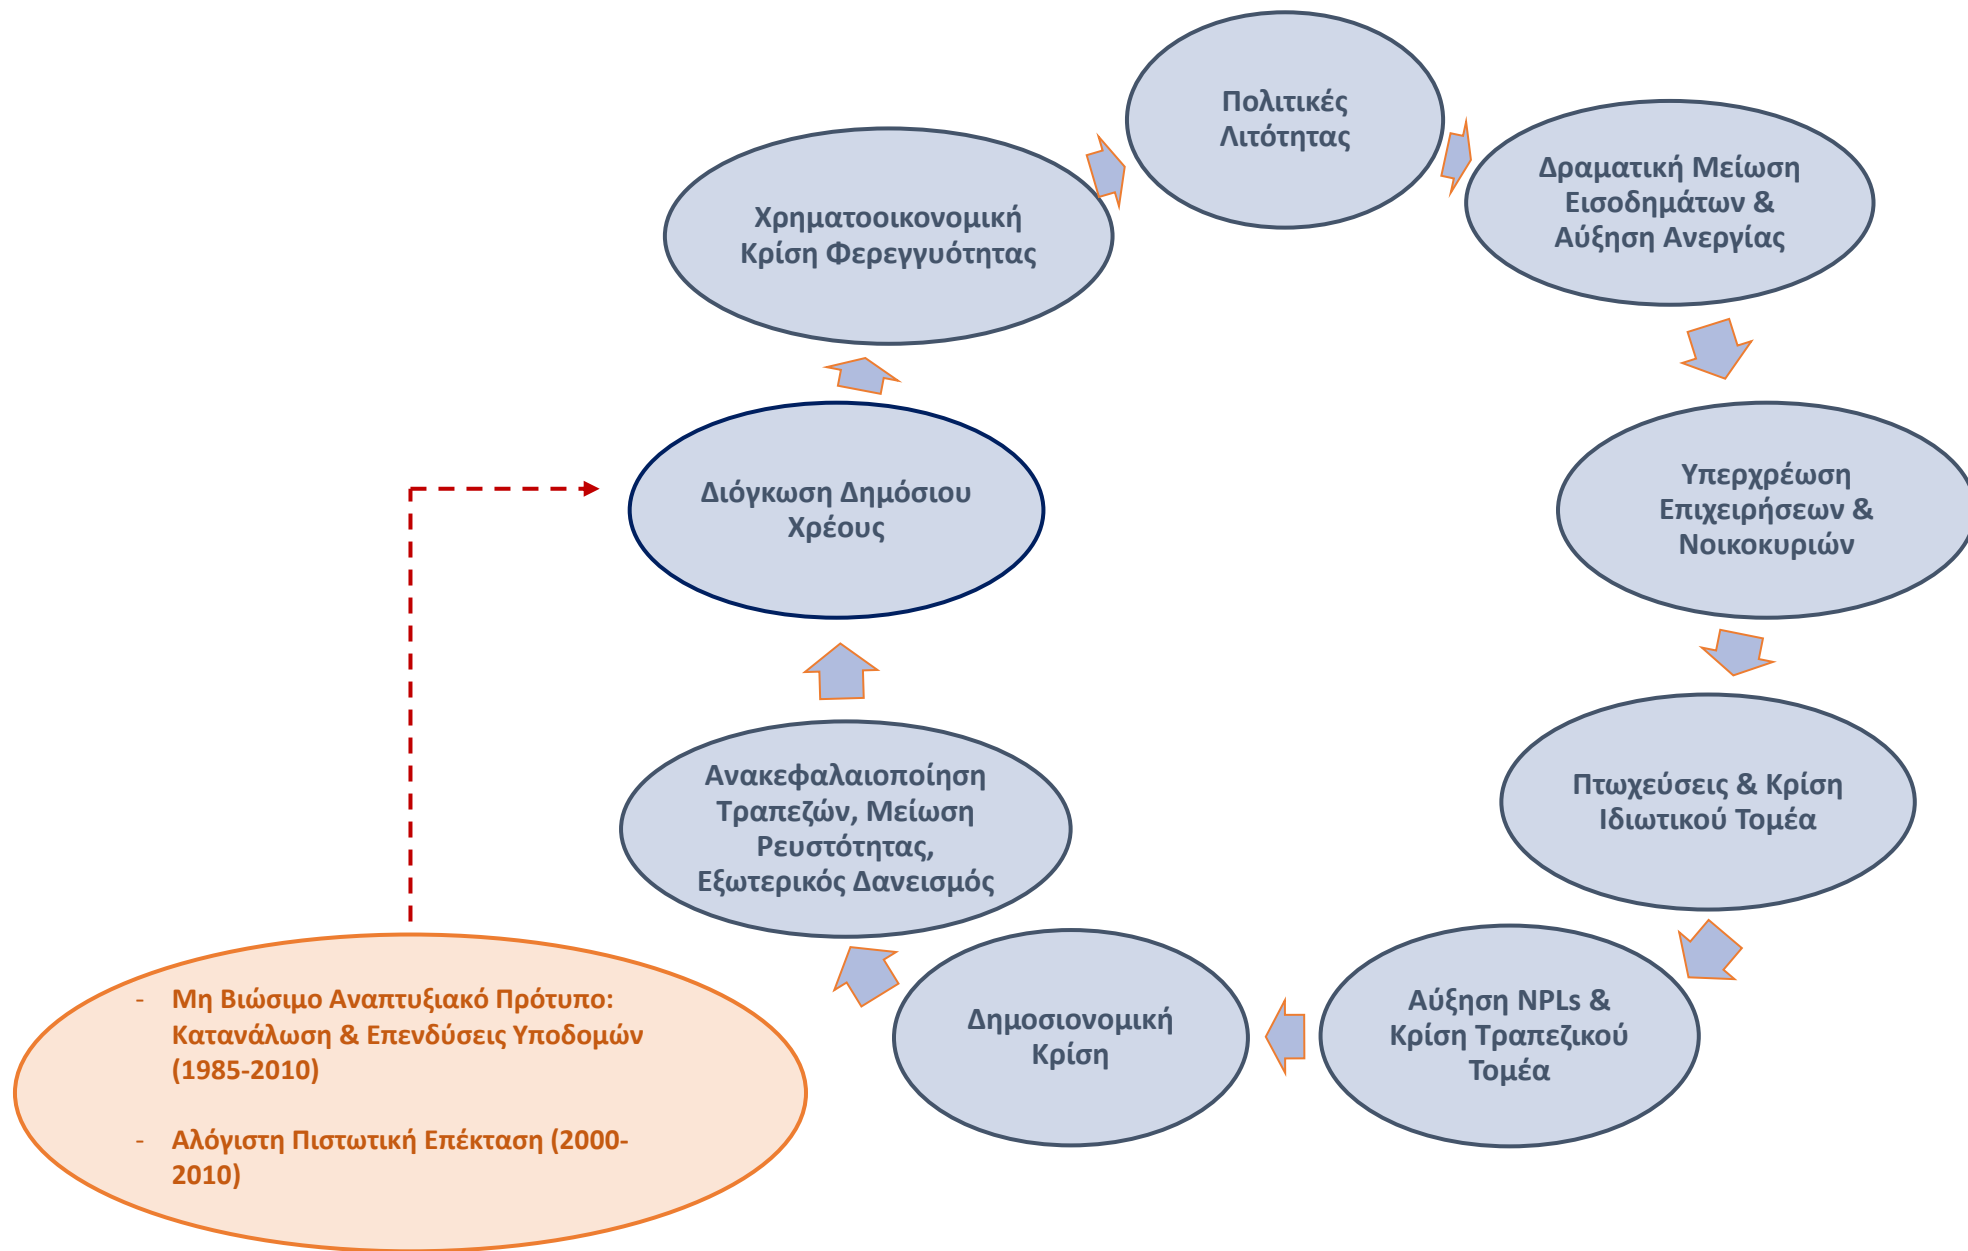 Πολιτικές
Λιτότητας
Δραματική Μείωση
Εισοδημάτων &
Αύξηση Ανεργίας
Υπερχρέωση
Επιχειρήσεων &
Νοικοκυριών
Πτωχεύσεις & Κρίση
Ιδιωτικού Τομέα
Αύξηση NPLs &
Κρίση Τραπεζικού
Τομέα
Δημοσιονομική
Κρίση
Ανακεφαλαιοποίηση
Τραπεζών, Μείωση
Ρευστότητας,
Εξωτερικός Δανεισμός
Διόγκωση Δημόσιου
Χρέους
Χρηματοοικονομική
Κρίση Φερεγγυότητας
- Μη Βιώσιμο Αναπτυξιακό Πρότυπο:
Κατανάλωση & Επενδύσεις Υποδομών
(1985-2010)
- Αλόγιστη Πιστωτική Επέκταση (2000-
2010)